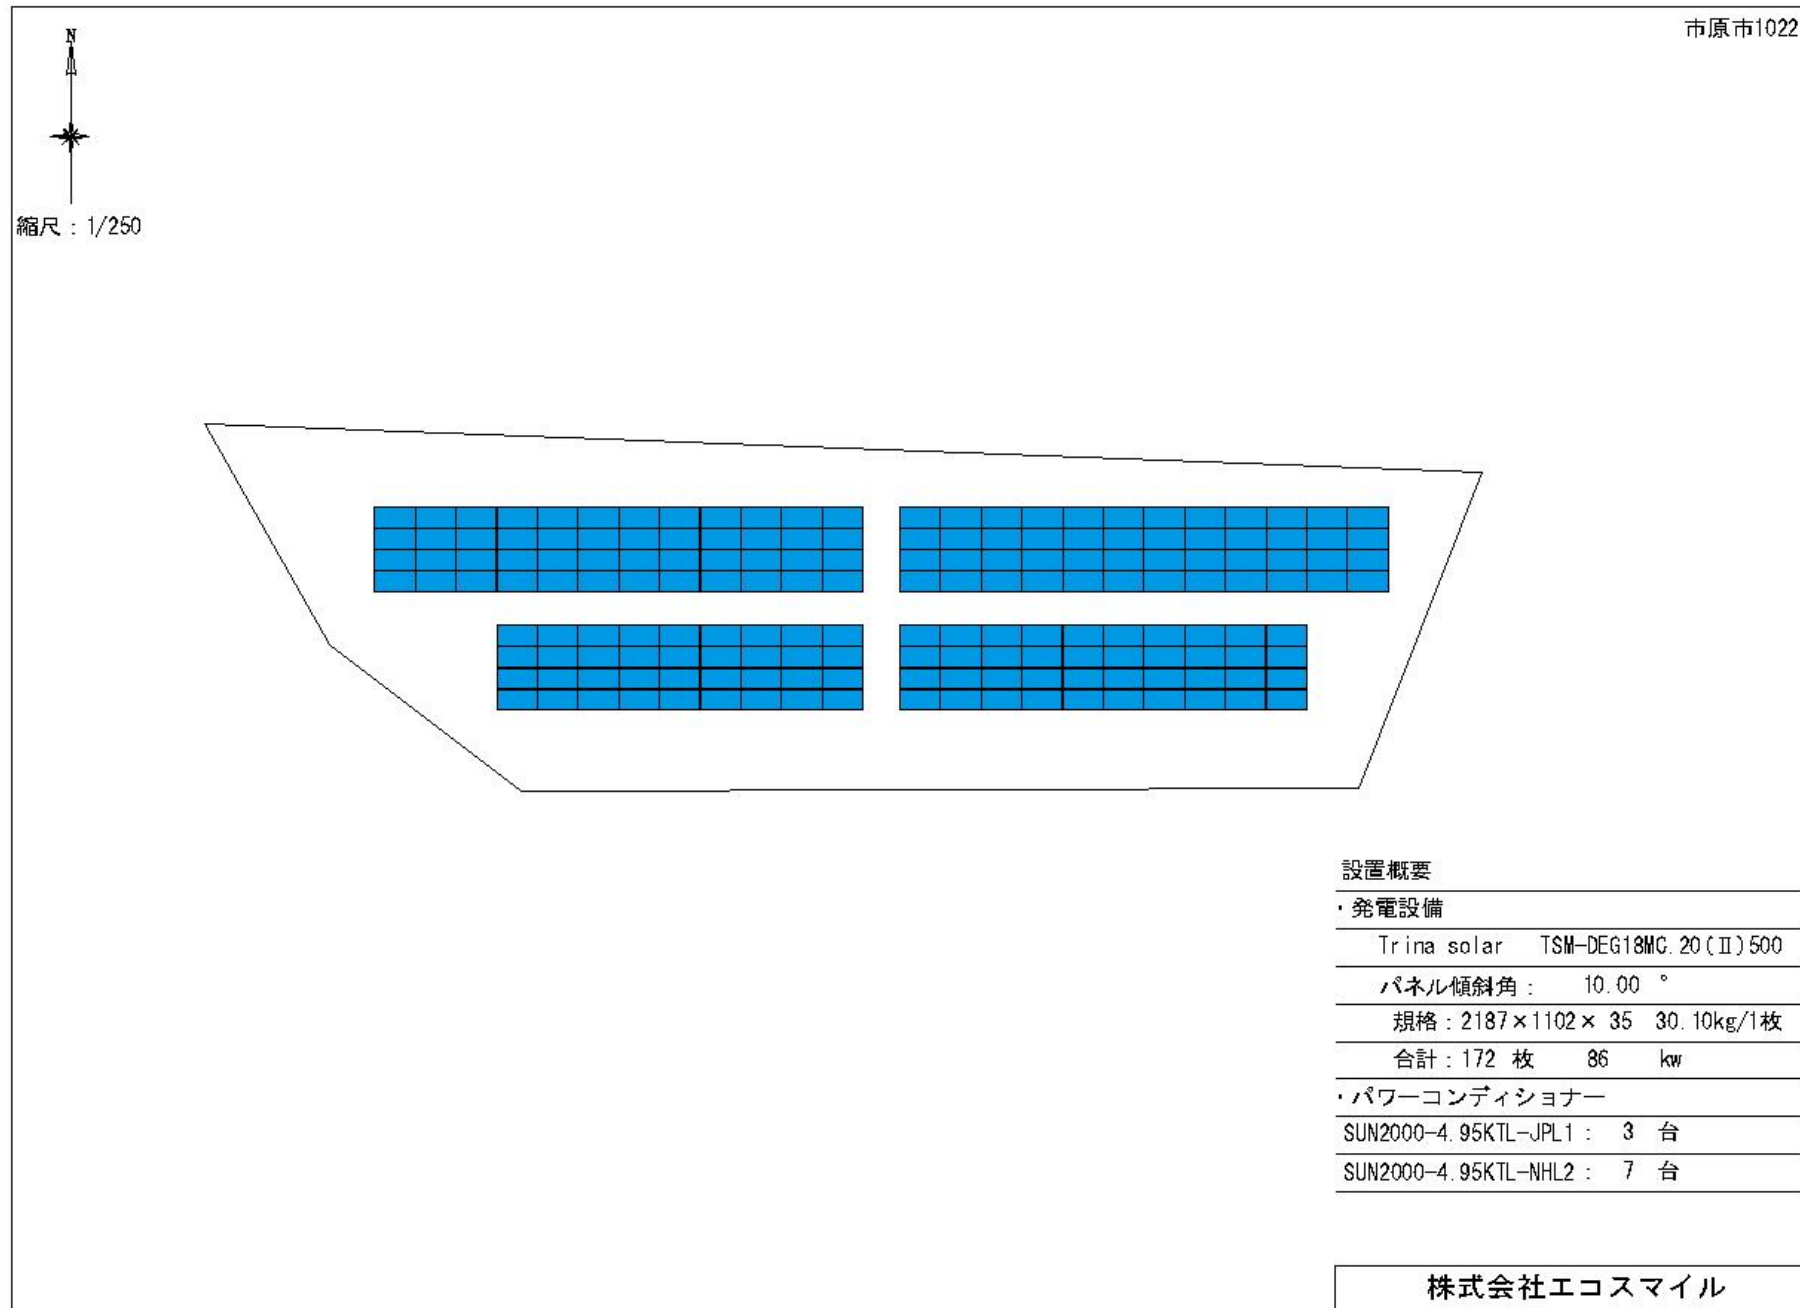 市原市1022
N
縮尺：1/250
設置概要
・発電設備
Trina solar TSM-DEG18MC.20(Ⅱ)500
パネル傾斜角： 10.00 °
規格：2187×1102× 35 30.10kg/1枚
合計：172 枚 86 kw
・パワーコンディショナー
SUN2000-4.95KTL-JPL1： 3 台
SUN2000-4.95KTL-NHL2： 7 台
株式会社エコスマイル